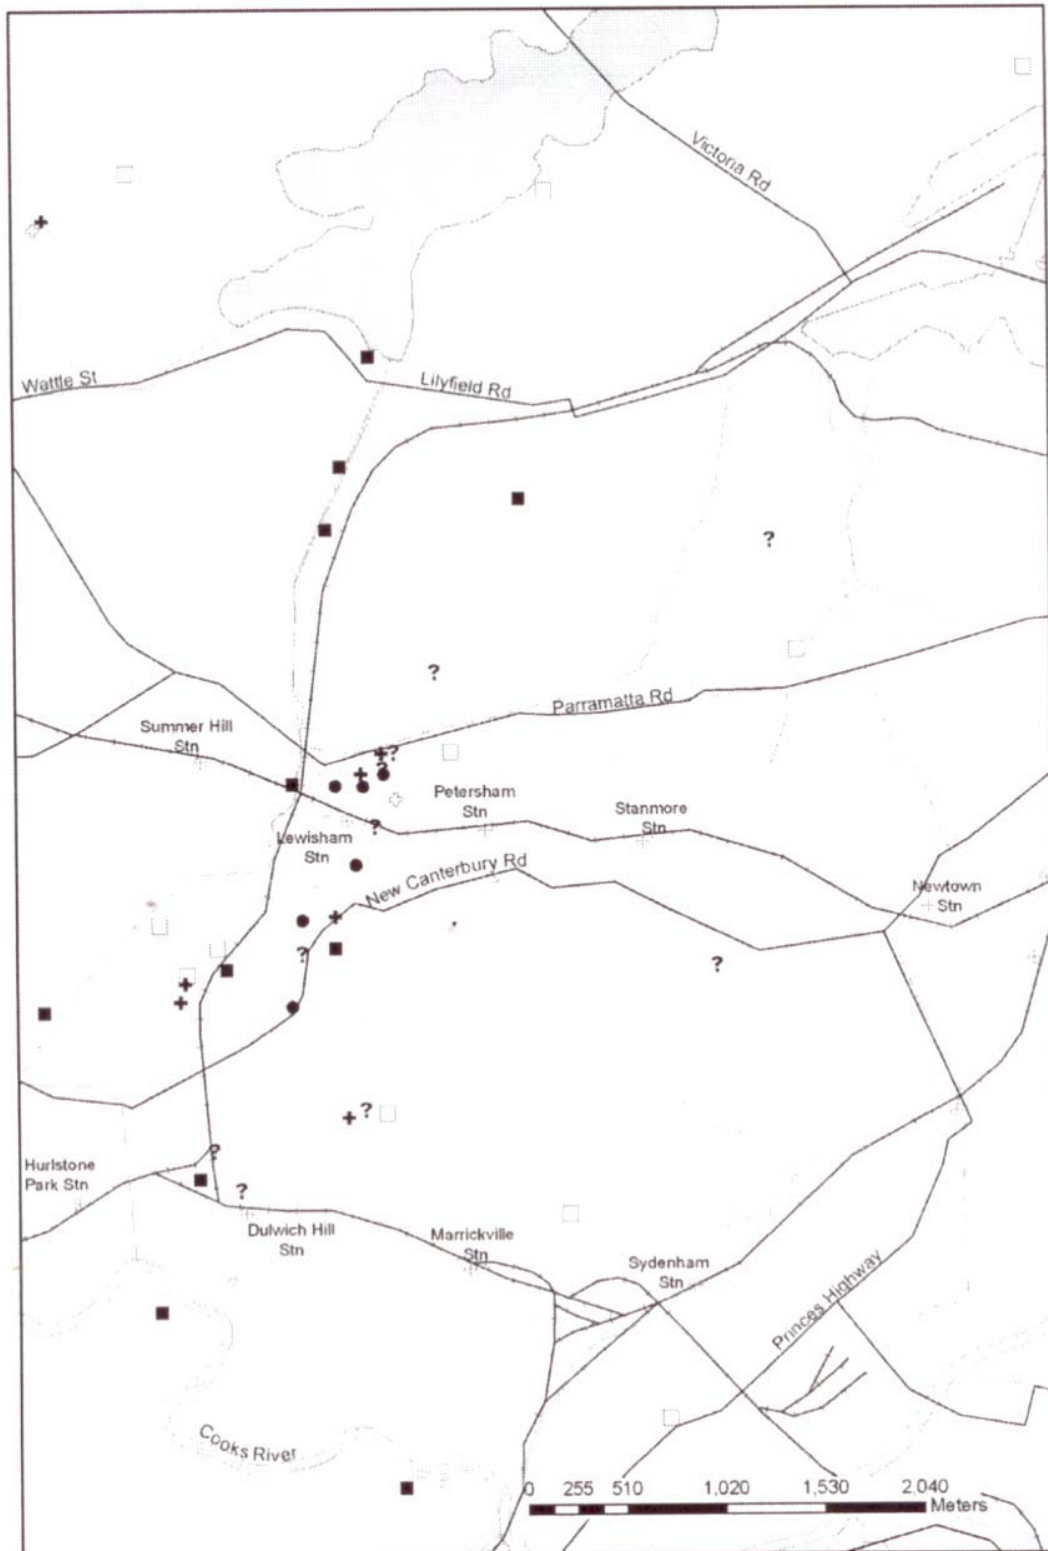 Victoria Rd
Wattle St
Lilyfield Rd
?
?
Parramatta Rd
Summer Hill
Stn
?
?
Petersham
Stn
Stanmore
Stn
?
Lewisham
Stn
New Canterbury Rd
Newtown
Stn
?
?
?
?
Hurlstone
Park Stn
?
Dulwich Hill
Stn
Marrickville
Stn
Sydenham
Stn
Princes Highway
Cooks River
0 255 510 1,020 1,530 2,040
Meters